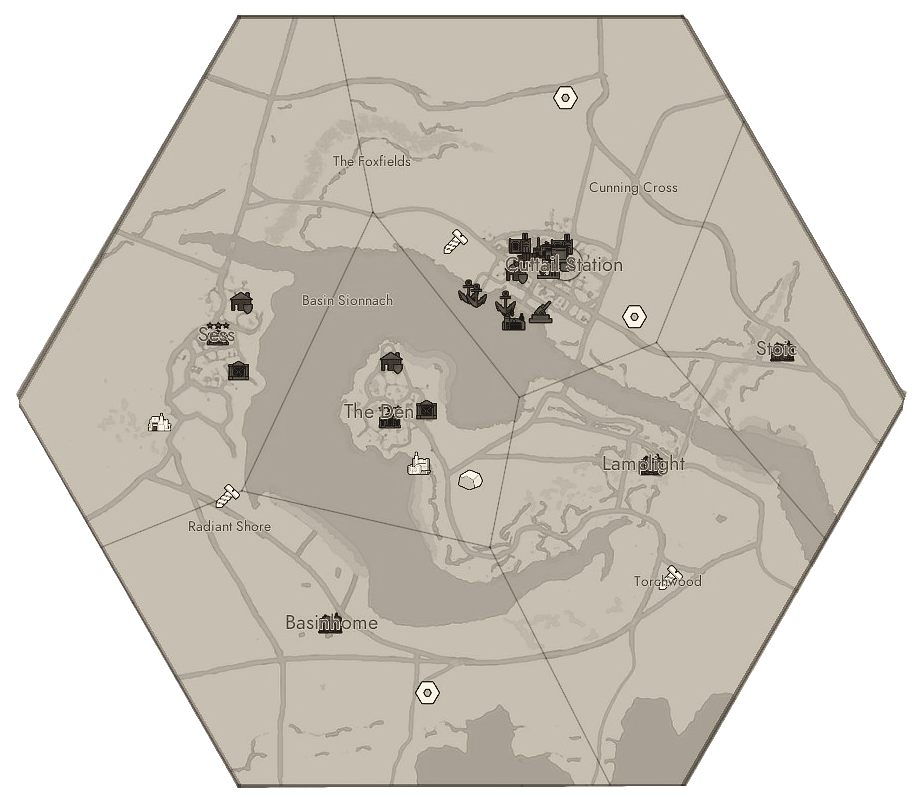 The Foxfields
Cunning Cross
Cuttail Station
Basin Sionnach
Sess
Stoic
The Den
Lamplight
Radiant Shore
Torchwood
Basinhome